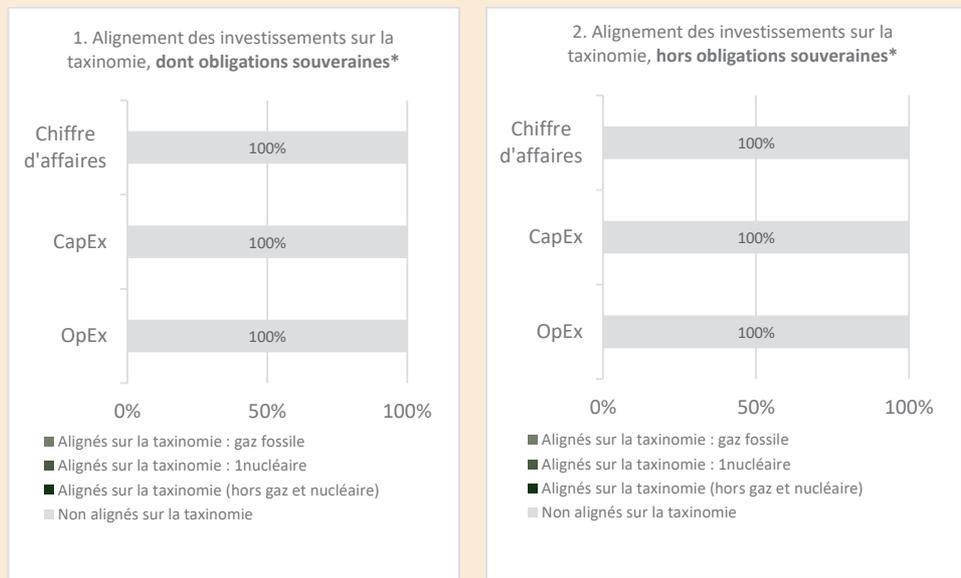 1. Alignement des investissements sur la
taxinomie, dont obligations souveraines*
Chiffre
d'affaires
100%
CapEx
100%
OpEx
100%
0% 50% 100%
Alignés sur la taxinomie : gaz fossile
Alignés sur la taxinomie : 1nucléaire
Alignés sur la taxinomie (hors gaz et nucléaire)
Non alignés sur la taxinomie
2. Alignement des investissements sur la
taxinomie, hors obligations souveraines*
Chiffre
d'affaires
100%
CapEx
100%
OpEx
100%
0% 50% 100%
Alignés sur la taxinomie : gaz fossile
Alignés sur la taxinomie : 1nucléaire
Alignés sur la taxinomie (hors gaz et nucléaire)
Non alignés sur la taxinomie